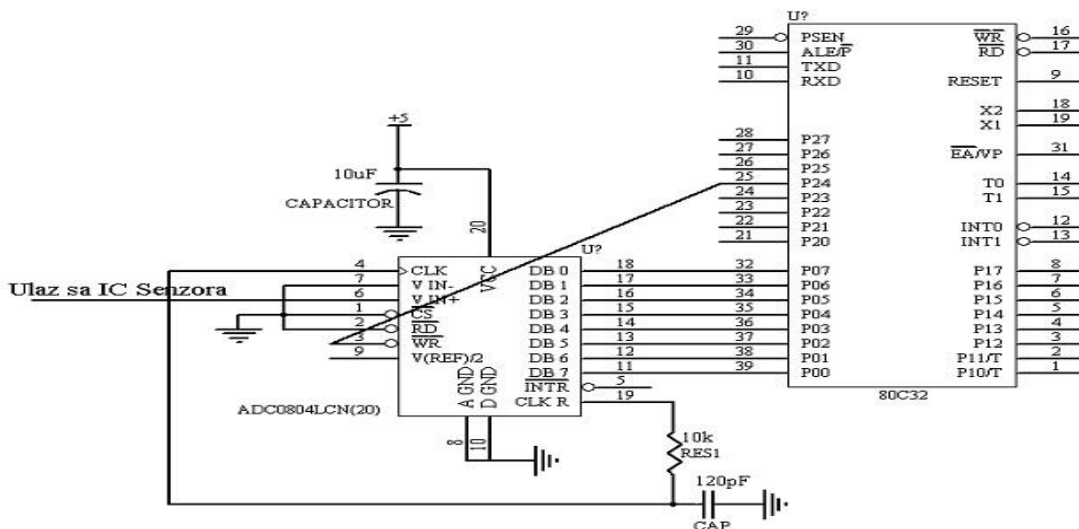 U?
29 PSEN WR 16
30 ALE/P RD 17
11 TXD
10 RXD RESET 9
X2 18
X1 19
28 P27
27 P26 EA/VP 31
26 P25
25 P24 T0 14
24 P23 T1 15
23 P22
22 P21 INT0 12
21 P20 INT1 13
32 P07 P17 8
33 P06 P16 7
34 P05 P15 6
35 P04 P14 5
36 P03 P13 4
37 P02 P12 3
38 P01 P11/T 2
39 P00 P10/T 1
80C32
+5
10uF
CAPACITOR
20
U?
Ulaz sa IC Senzora
4 CLK VCC DB 0 18
7 V IN- DB 1 17
6 V IN+ DB 2 16
1 CS DB 3 15
2 RD DB 4 14
3 WR DB 5 13
9 V(REF)/2 DB 6 12
DB 7 11
INTR 5
CLK R 19
A GND
D GND
8
10
ADC0804LCN(20)
10k
RES1
120pF
CAP